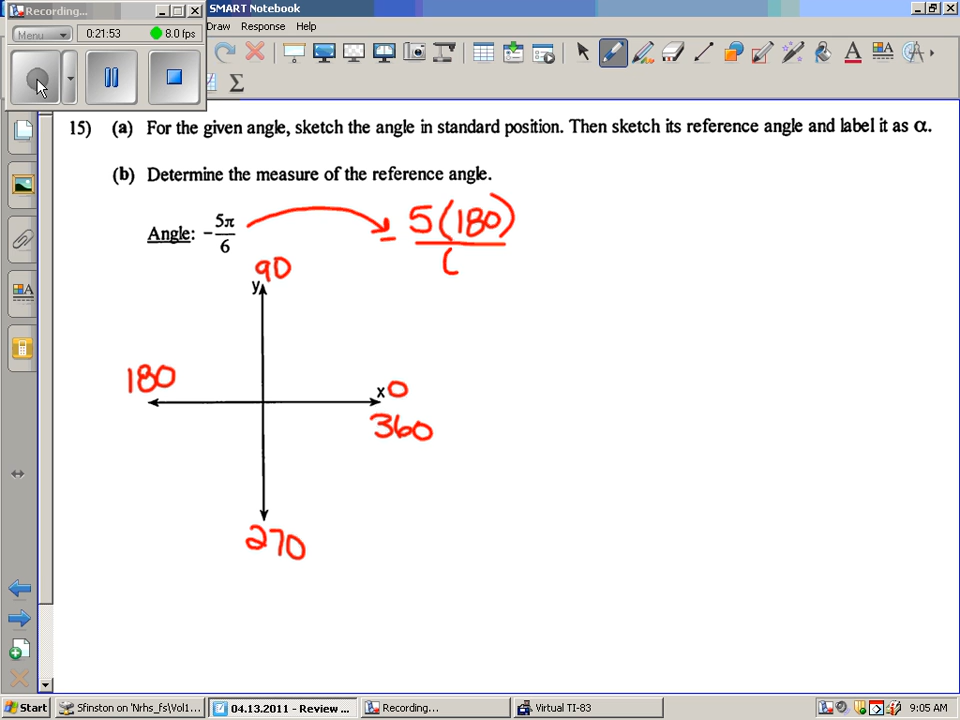 Recording...
SMART Notebook
Menu
0:21:53
8.0 fps
Draw Response Help
15) (a) For the given angle, sketch the angle in standard position. Then sketch its reference angle and label it as α.
(b) Determine the measure of the reference angle.
Angle: - 5π
6
- 5(180)
90
y
180
x 0
360
270
Start
Sfinston on 'Nrhs_fs\Vol1...
04.13.2011 - Review ...
Recording...
Virtual TI-83
9:05 AM